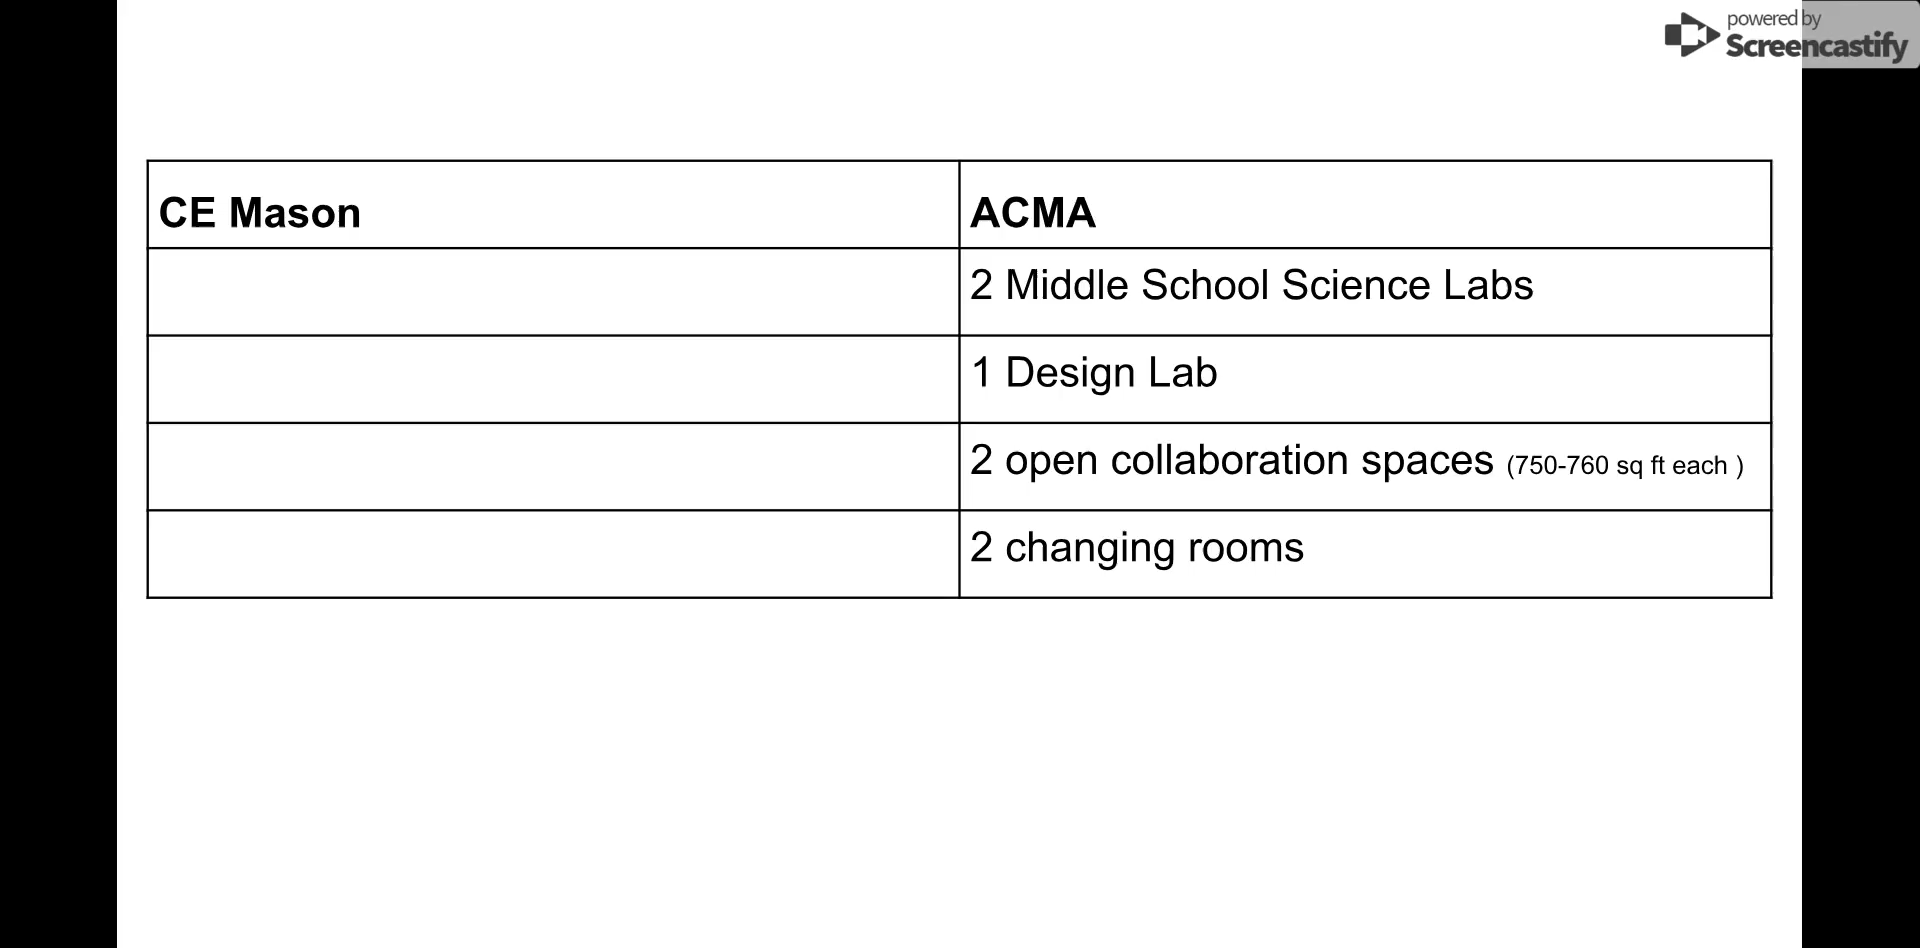 powered by
Screencastify
CE Mason
ACMA
2 Middle School Science Labs
1 Design Lab
2 open collaboration spaces (750-760 sq ft each )
2 changing rooms